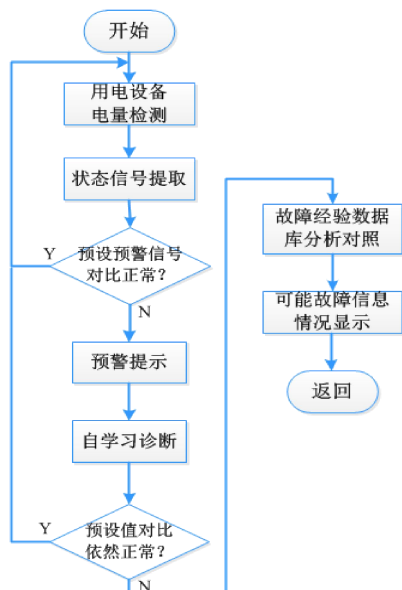 开始
用电设备
电量检测
状态信号提取
Y
预设预警信号
对比正常？
N
预警提示
自学习诊断
Y
预设值对比
依然正常？
N
故障经验数据
库分析对照
可能故障信息
情况显示
返回